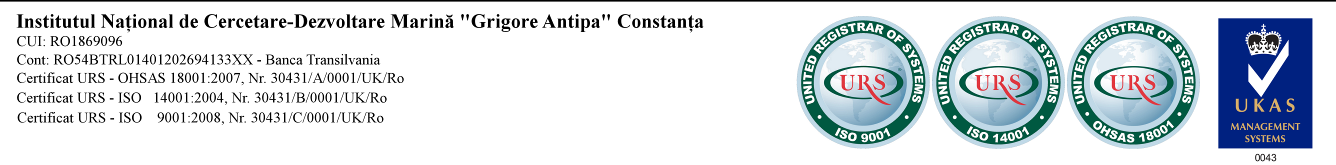 Institutul Național de Cercetare-Dezvoltare Marină "Grigore Antipa" Constanța
CUI: RO1869096
Cont: RO54BTRL01401202694133XX - Banca Transilvania
Certificat URS - OHSAS 18001:2007, Nr. 30431/A/0001/UK/Ro
Certificat URS - ISO 14001:2004, Nr. 30431/B/0001/UK/Ro
Certificat URS - ISO 9001:2008, Nr. 30431/C/0001/UK/Ro
UNITED REGISTRAR OF SYSTEMS
URS
• ISO 9001 •
UNITED REGISTRAR OF SYSTEMS
URS
• ISO 14001 •
UNITED REGISTRAR OF SYSTEMS
URS
• OHSAS 18001 •
UKAS
MANAGEMENT
SYSTEMS
0043